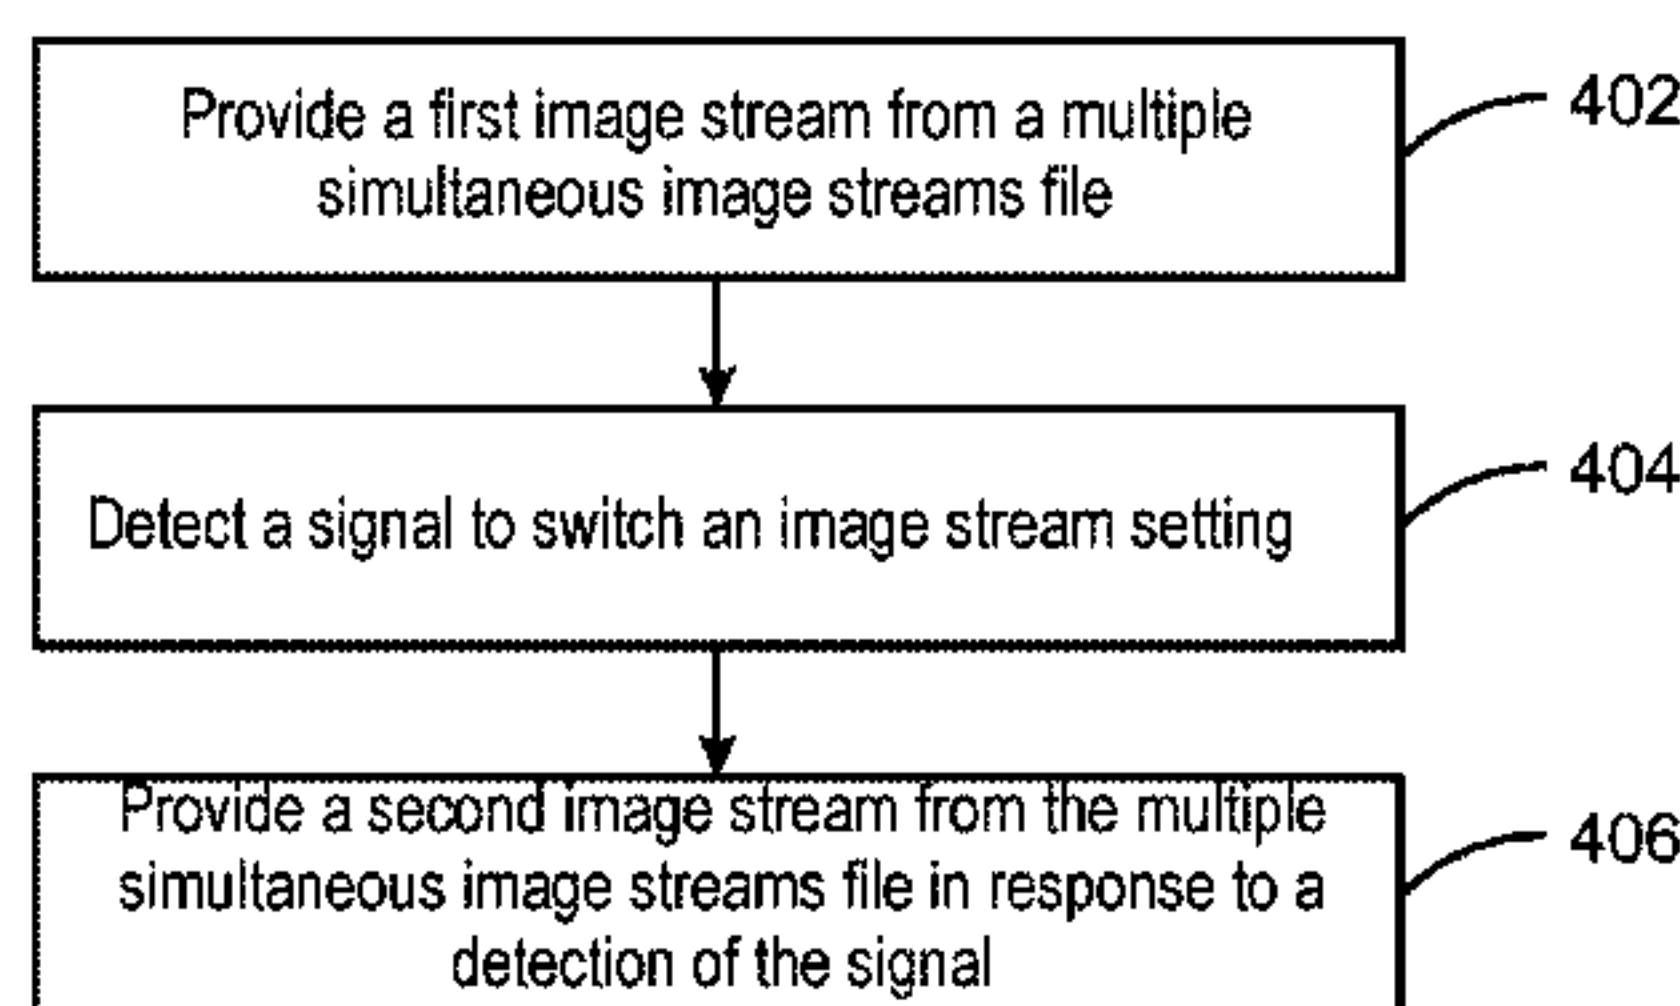 Provide a first image stream from a multiple
simultaneous image streams file
402
Detect a signal to switch an image stream setting
404
Provide a second image stream from the multiple
simultaneous image streams file in response to a
detection of the signal
406